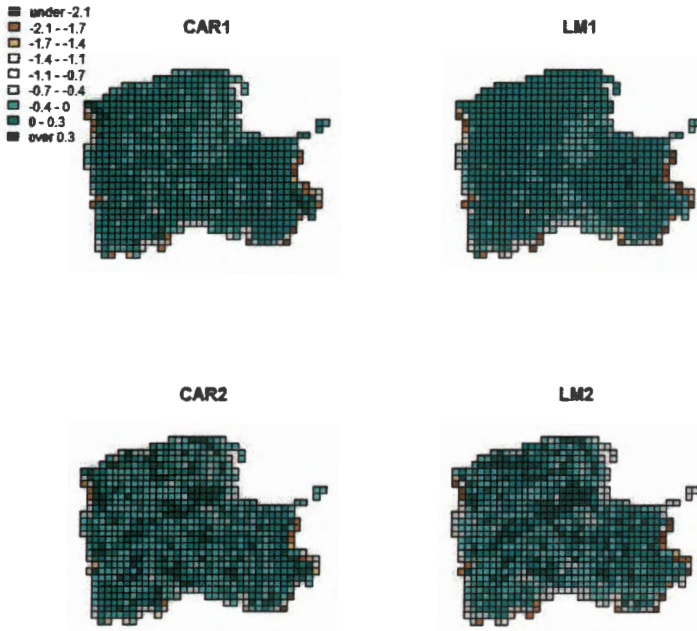 under -2.1
-2.1 - -1.7
-1.7 - -1.4
-1.4 - -1.1
-1.1 - -0.7
-0.7 - -0.4
-0.4 - 0
0 - 0.3
over 0.3
CAR1
LM1
CAR2
LM2